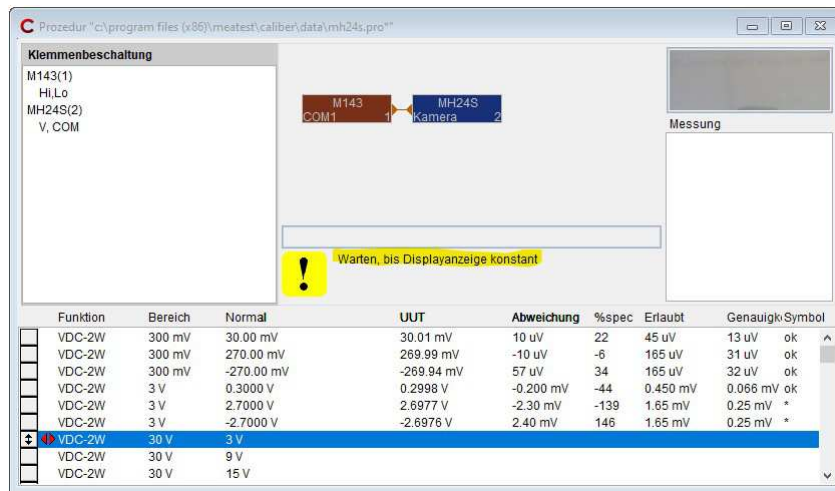 Prozedur "c:\program files (x86)\meatest\caliber\data\mh24s.pro*"
Klemmenbeschaltung
M143(1)
Hi,Lo
MH24S(2)
V, COM
M143
COM1 1
MH24S
Kamera 2
Messung
! Warten, bis Displayanzeige konstant
Funktion Bereich Normal UUT Abweichung %spec Erlaubt Genauigk Symbol
VDC-2W 300 mV 30.00 mV 30.01 mV 10 uV 22 45 uV 13 uV ok
VDC-2W 300 mV 270.00 mV 269.99 mV -10 uV -6 165 uV 31 uV ok
VDC-2W 300 mV -270.00 mV -269.94 mV 57 uV 34 165 uV 32 uV ok
VDC-2W 3 V 0.3000 V 0.2998 V -0.200 mV -44 0.450 mV 0.066 mV ok
VDC-2W 3 V 2.7000 V 2.6977 V -2.30 mV -139 1.65 mV 0.25 mV *
VDC-2W 3 V -2.7000 V -2.6976 V 2.40 mV 146 1.65 mV 0.25 mV *
VDC-2W 30 V 3 V
VDC-2W 30 V 9 V
VDC-2W 30 V 15 V